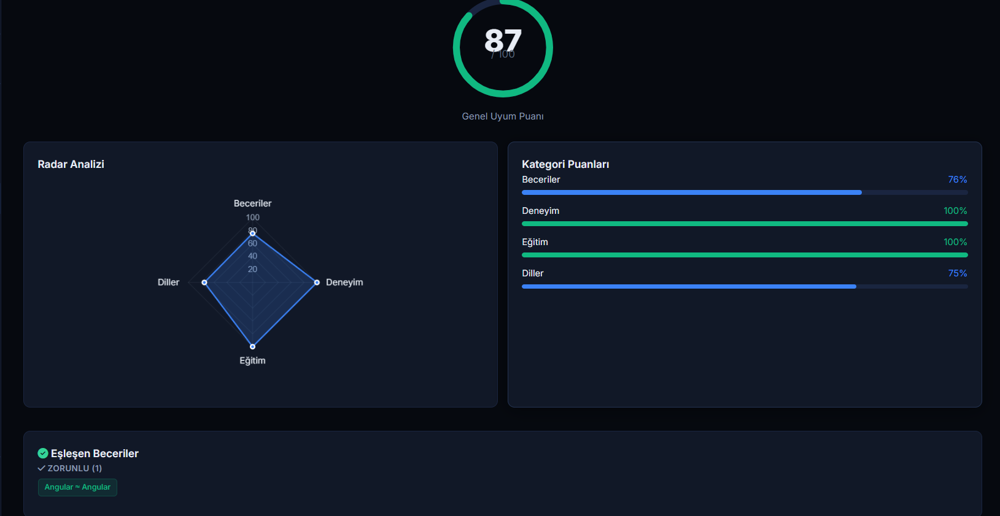 87
/ 100
Genel Uyum Puanı
Radar Analizi
Beceriler
100
80
60
40
20
Diller
Deneyim
Eğitim
Kategori Puanları
Beceriler 76%
Deneyim 100%
Eğitim 100%
Diller 75%
Eşleşen Beceriler
ZORUNLU (1)
Angular ≈ Angular